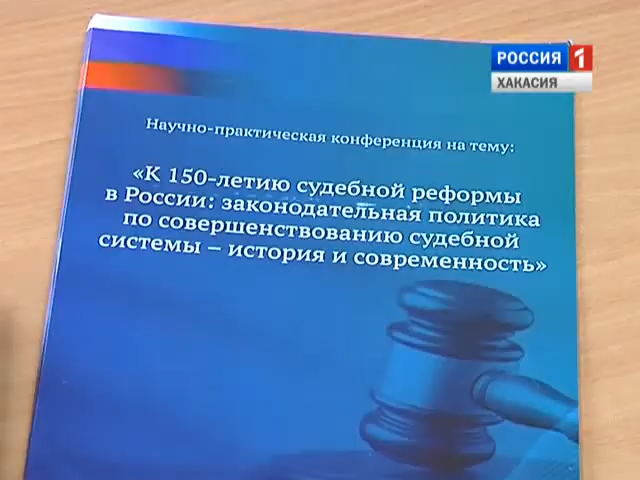 РОССИЯ 1
ХАКАСИЯ
Научно-практическая конференция на тему:
«К 150-летию судебной реформы
в России: законодательная политика
по совершенствованию судебной
системы – история и современность»